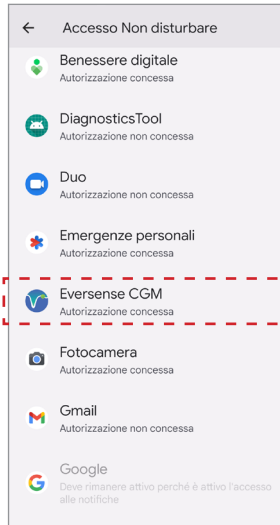 Accesso Non disturbare
Benessere digitale
Autorizzazione concessa
DiagnosticsTool
Autorizzazione non concessa
Duo
Autorizzazione non concessa
Emergenze personali
Autorizzazione concessa
Eversense CGM
Autorizzazione concessa
Fotocamera
Autorizzazione concessa
Gmail
Autorizzazione non concessa
Google
Deve rimanere attivo perché è attivo l'accesso
alle notifiche